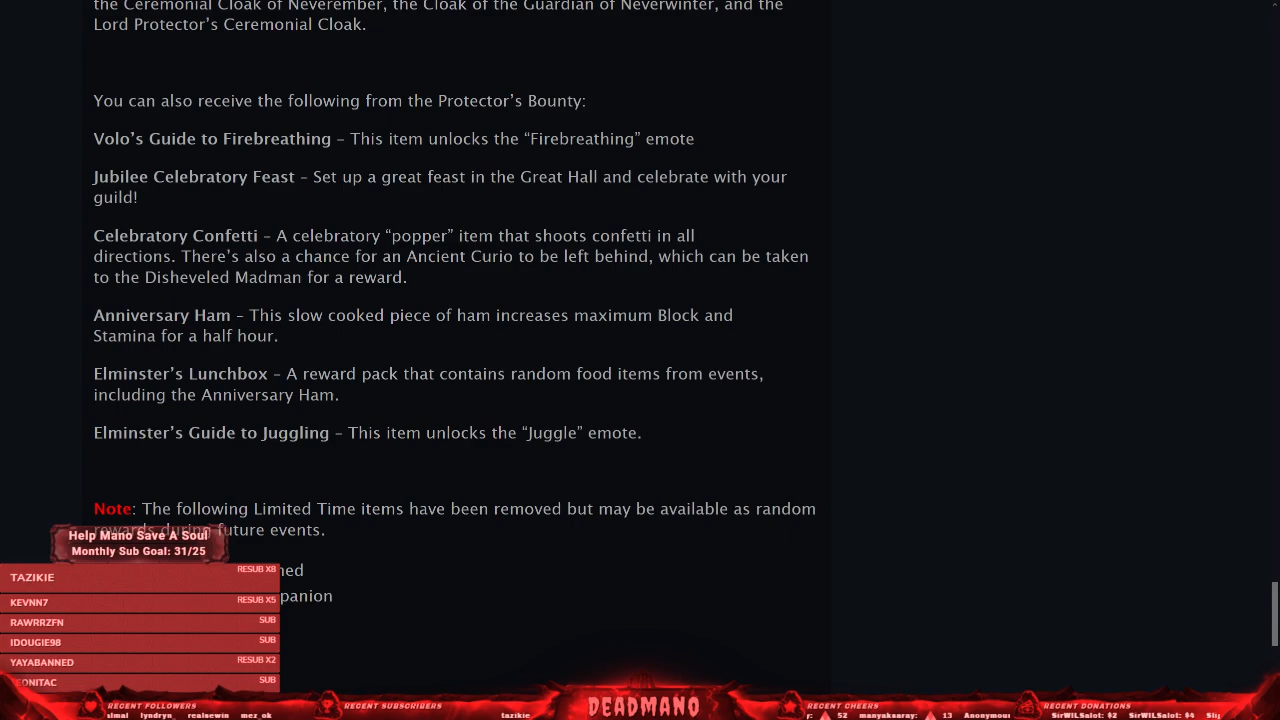 the Ceremonial Cloak of Neverember, the Cloak of the Guardian of Neverwinter, and the
Lord Protector’s Ceremonial Cloak.
You can also receive the following from the Protector’s Bounty:
Volo’s Guide to Firebreathing – This item unlocks the “Firebreathing” emote
Jubilee Celebratory Feast – Set up a great feast in the Great Hall and celebrate with your
guild!
Celebratory Confetti – A celebratory “popper” item that shoots confetti in all
directions. There’s also a chance for an Ancient Curio to be left behind, which can be taken
to the Disheveled Madman for a reward.
Anniversary Ham – This slow cooked piece of ham increases maximum Block and
Stamina for a half hour.
Elminster’s Lunchbox – A reward pack that contains random food items from events,
including the Anniversary Ham.
Elminster’s Guide to Juggling – This item unlocks the “Juggle” emote.
Note: The following Limited Time items have been removed but may be available as random
rewards during future events.
Help Mano Save A Soul
Monthly Sub Goal: 31/25
TAZIKIE RESUB X8
KEVNN7 RESUB X5
RAWRRZFN SUB
IDOUGIE98 SUB
YAYABANNED RESUB X2
EONITAC SUB
panion
RECENT FOLLOWERS
lyndryn_ realsewin mez_ok
RECENT SUBSCRIBERS
tazikie
DEADMANO
RECENT CHEERS
r: 52 manyaksaray: 13 Anonymou
RECENT DONATIONS
SirWILSalot: $2 SirWILSalot: $4